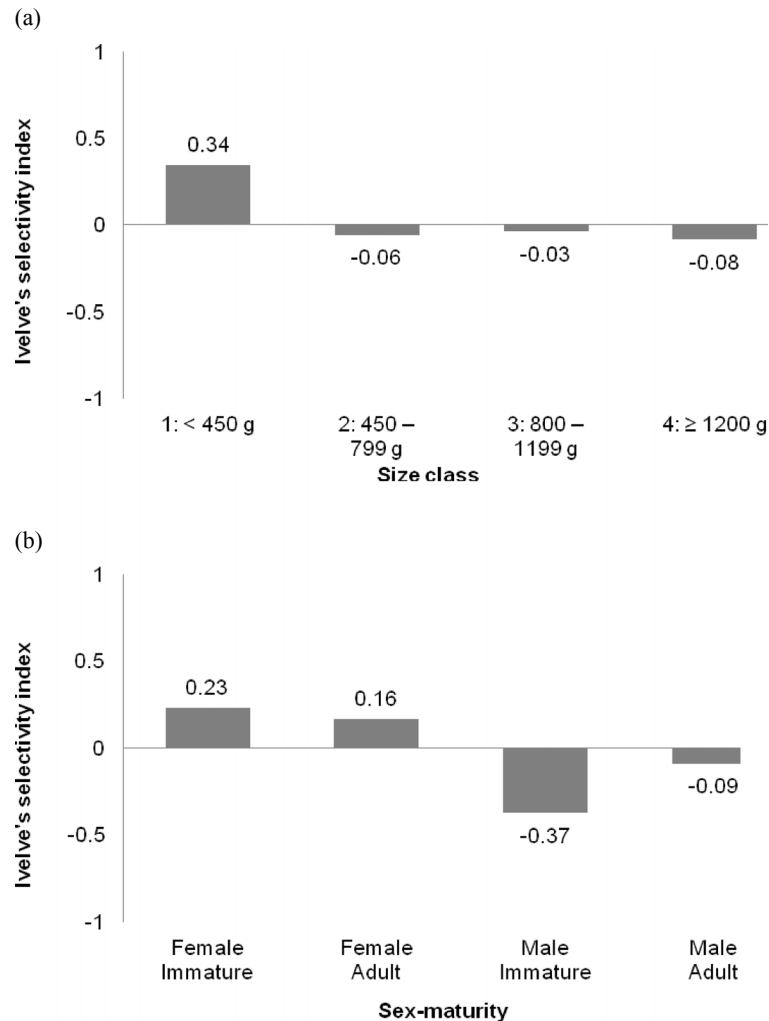 (a)
Ivelve's selectivity index
1
0.5
0
-0.5
-1
0.34
-0.06
-0.03
-0.08
1: < 450 g
2: 450 –
799 g
3: 800 –
1199 g
4: ≥ 1200 g
Size class
(b)
Ivelve's selectivity index
1
0.5
0
-0.5
-1
0.23
0.16
-0.37
-0.09
Female
Immature
Female
Adult
Male
Immature
Male
Adult
Sex-maturity